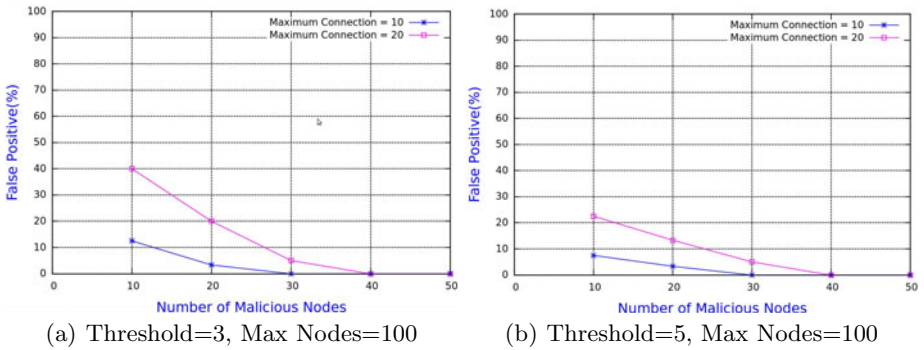 Maximum Connection = 10
Maximum Connection = 20
100
90
80
70
60
50
40
30
20
10
0
False Positive(%)
0 10 20 30 40 50
Number of Malicious Nodes
(a) Threshold=3, Max Nodes=100
Maximum Connection = 10
Maximum Connection = 20
100
90
80
70
60
50
40
30
20
10
0
False Positive(%)
0 10 20 30 40 50
Number of Malicious Nodes
(b) Threshold=5, Max Nodes=100